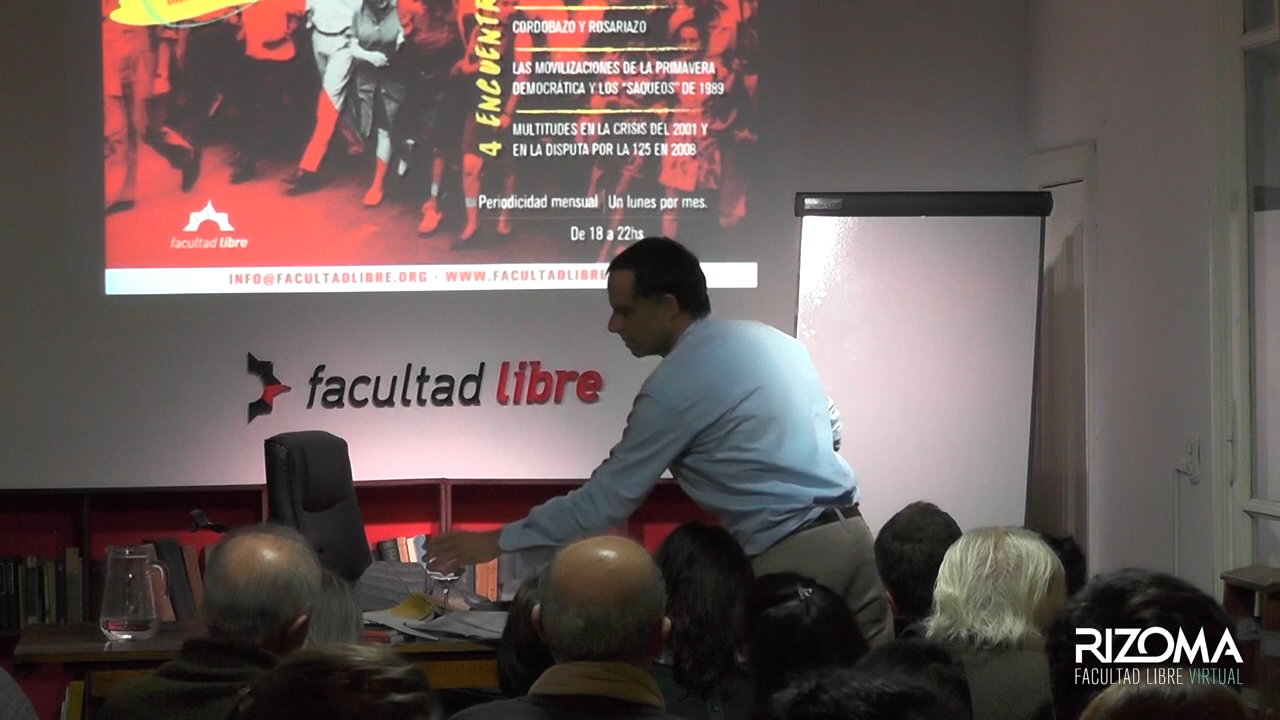 4 ENCUENTR
CORDOBAZO Y ROSARIAZO
LAS MOVILIZACIONES DE LA PRIMAVERA
DEMOCRÁTICA Y LOS "SAQUEOS" DE 1989
MULTITUDES EN LA CRISIS DEL 2001 Y
EN LA DISPUTA POR LA 125 EN 2008
Periodicidad mensual Un lunes por mes.
De 18 a 22hs
facultad libre
INFO@FACULTADLIBRE.ORG - WWW.FACULTADLIBRE
facultad libre
RIZOMA
FACULTAD LIBRE VIRTUAL